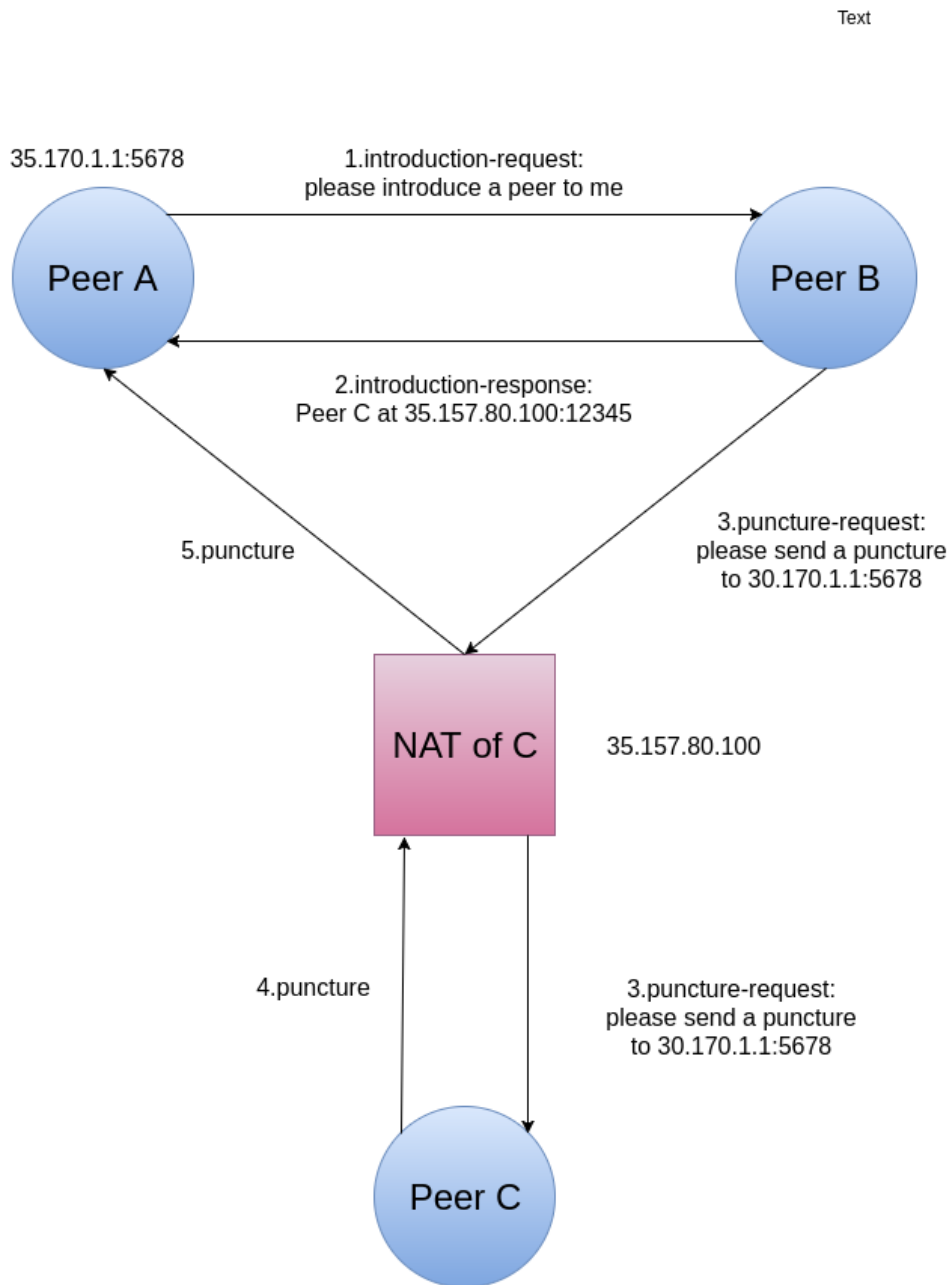 Text
35.170.1.1:5678
1.introduction-request:
please introduce a peer to me
Peer A
Peer B
2.introduction-response:
Peer C at 35.157.80.100:12345
5.puncture
3.puncture-request:
please send a puncture
to 30.170.1.1:5678
NAT of C
35.157.80.100
4.puncture
3.puncture-request:
please send a puncture
to 30.170.1.1:5678
Peer C